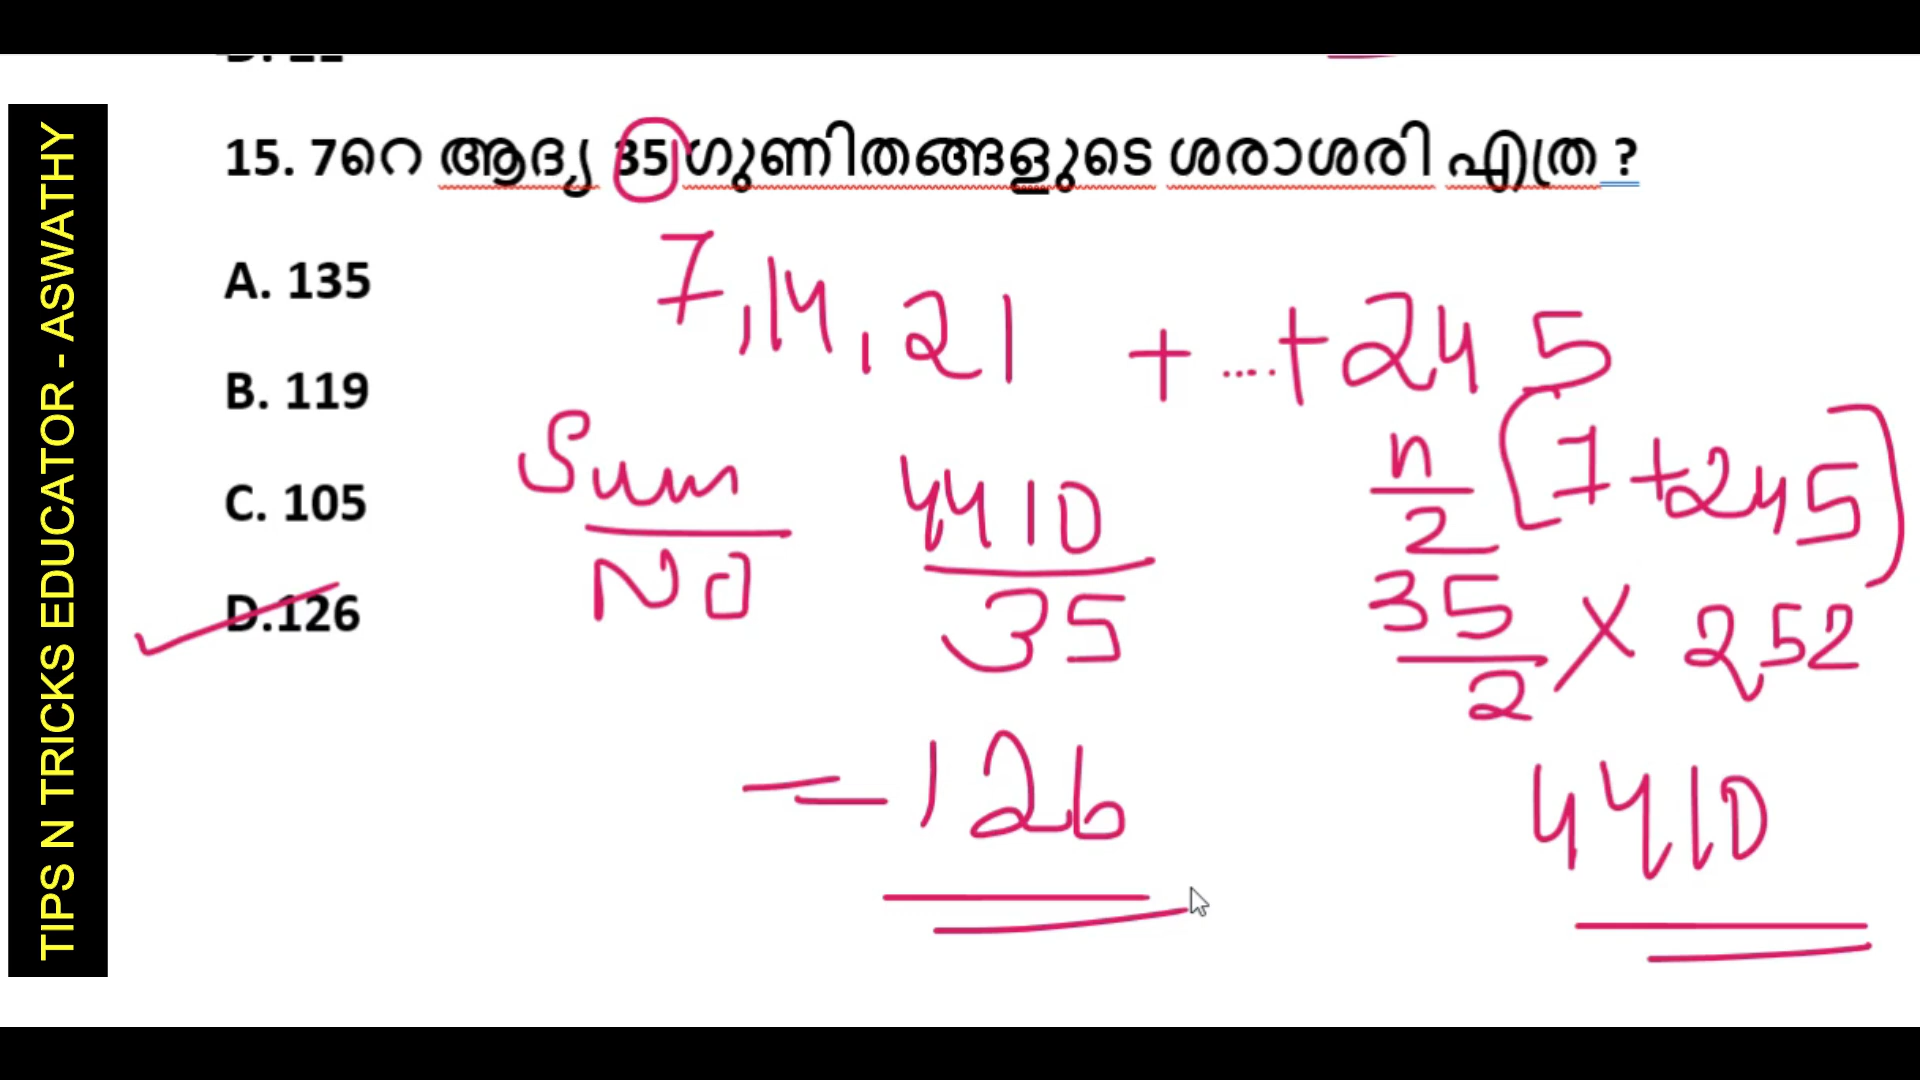 TIPS N TRICKS EDUCATOR - ASWATHY
15. 7റെ ആദ്യ 35 ഗുണിതങ്ങളുടെ ശരാശരി എത്ര ?
A. 135
B. 119
C. 105
D.126
7, 14, 21 + .... + 245
Sum
No
4410
35
= 126
n
2
[7+245]
35
2
× 252
4410